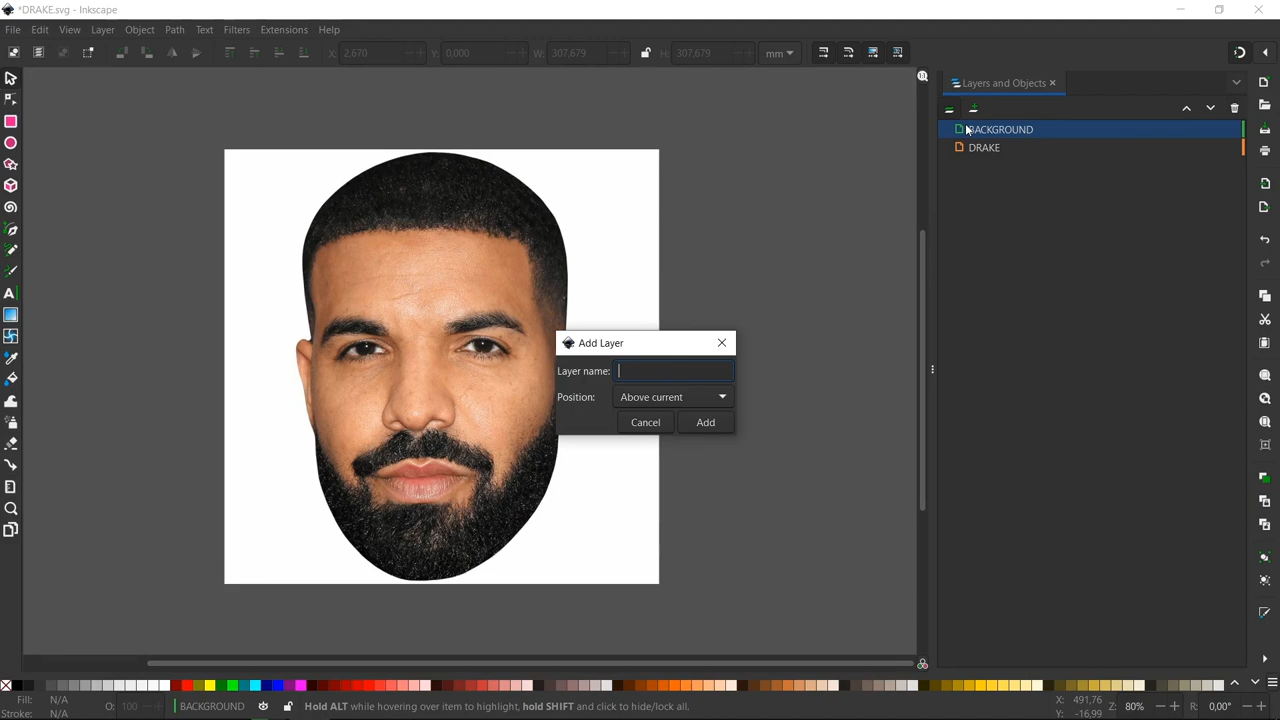 *DRAKE.svg - Inkscape
File Edit View Layer Object Path Text Filters Extensions Help
X: 2,670 Y: 0,000 W: 307,679 H: 307,679 mm
Layers and Objects
BACKGROUND
DRAKE
Add Layer
Layer name:
Position: Above current
Cancel Add
Fill: N/A
Stroke: N/A
O: 100
BACKGROUND
Hold ALT while hovering over item to highlight, hold SHIFT and click to hide/lock all.
X: 491,76
Y: -16,99
Z: 80%
R: 0,00°